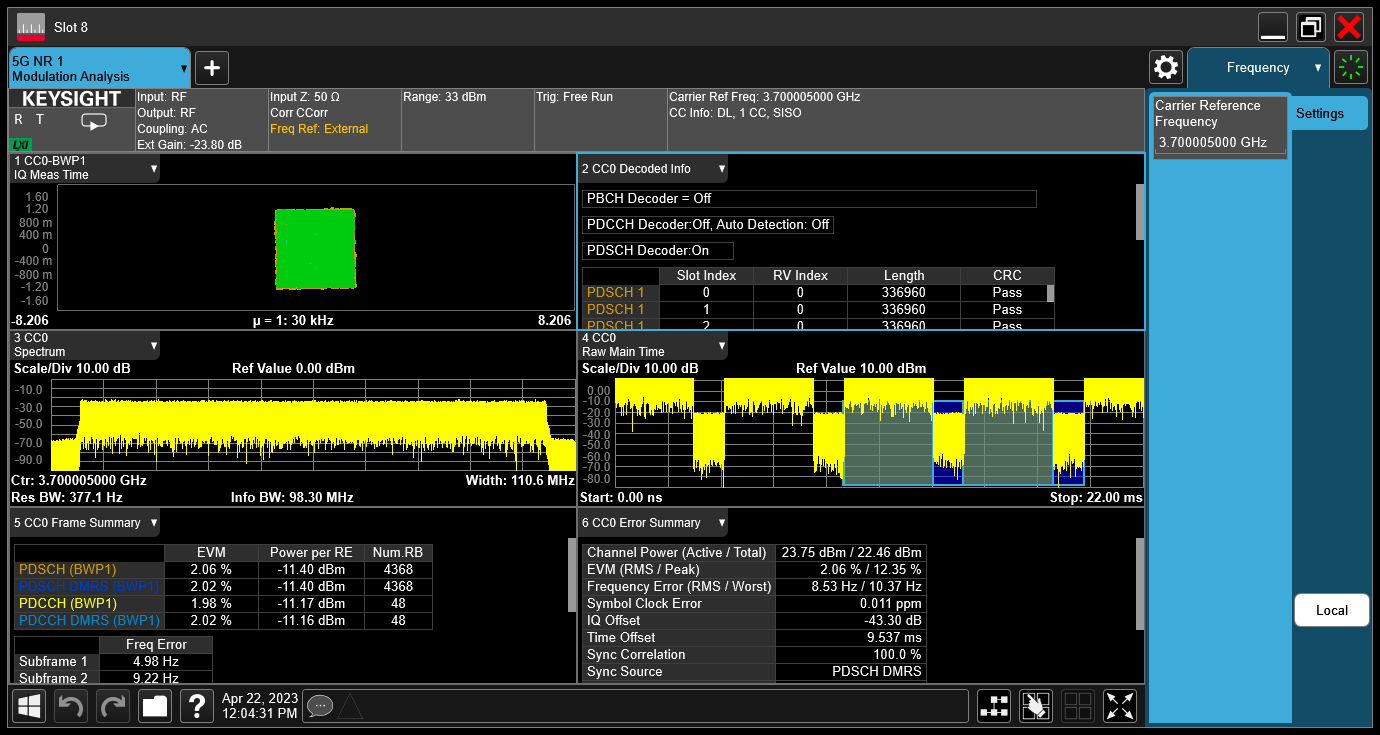 Slot 8
5G NR 1
Modulation Analysis
Frequency
KEYSIGHT
R T
LXI
Input: RF
Output: RF
Coupling: AC
Ext Gain: -23.80 dB
Input Z: 50 Ω
Corr CCorr
Freq Ref: External
Range: 33 dBm
Trig: Free Run
Carrier Ref Freq: 3.700005000 GHz
CC Info: DL, 1 CC, SISO
Carrier Reference
Frequency
3.700005000 GHz
Settings
1 CC0-BWP1
IQ Meas Time
1.60
1.20
800 m
400 m
0
-400 m
-800 m
-1.20
-1.60
-8.206 µ = 1: 30 kHz 8.206
2 CC0 Decoded Info
PBCH Decoder = Off
PDCCH Decoder:Off, Auto Detection: Off
PDSCH Decoder:On
Slot Index RV Index Length CRC
PDSCH 1 0 0 336960 Pass
PDSCH 1 1 0 336960 Pass
PDSCH 1 2 0 336960 Pass
3 CC0
Spectrum
Scale/Div 10.00 dB Ref Value 0.00 dBm
-10.0
-30.0
-50.0
-70.0
-90.0
Ctr: 3.700005000 GHz Width: 110.6 MHz
Res BW: 377.1 Hz Info BW: 98.30 MHz
4 CC0
Raw Main Time
Scale/Div 10.00 dB Ref Value 10.00 dBm
0.00
-10.0
-20.0
-30.0
-40.0
-50.0
-60.0
-70.0
-80.0
Start: 0.00 ns Stop: 22.00 ms
5 CC0 Frame Summary
EVM Power per RE Num.RB
PDSCH (BWP1) 2.06 % -11.40 dBm 4368
PDSCH DMRS (BWP1) 2.02 % -11.40 dBm 4368
PDCCH (BWP1) 1.98 % -11.17 dBm 48
PDCCH DMRS (BWP1) 2.02 % -11.16 dBm 48
Freq Error
Subframe 1 4.98 Hz
Subframe 2 9.22 Hz
6 CC0 Error Summary
Channel Power (Active / Total) 23.75 dBm / 22.46 dBm
EVM (RMS / Peak) 2.06 % / 12.35 %
Frequency Error (RMS / Worst) 8.53 Hz / 10.37 Hz
Symbol Clock Error 0.011 ppm
IQ Offset -43.30 dB
Time Offset 9.537 ms
Sync Correlation 100.0 %
Sync Source PDSCH DMRS
Local
?
Apr 22, 2023
12:04:31 PM